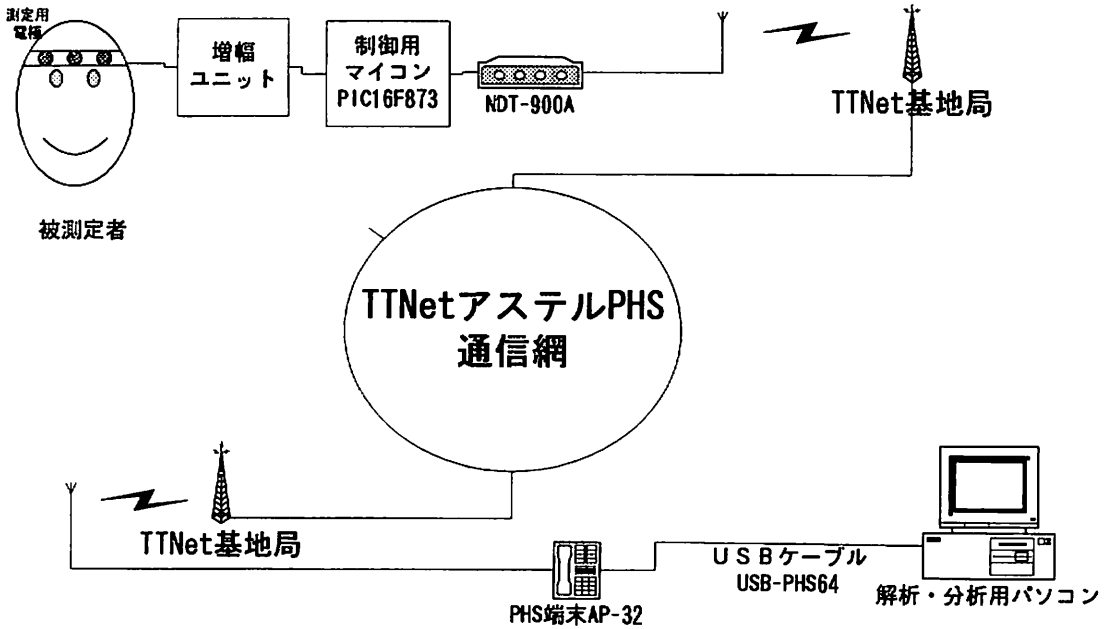 測定用
電極
増幅
ユニット
制御用
マイコン
PIC16F873
NDT-900A
TTNet基地局
被測定者
TTNetアステルPHS
通信網
TTNet基地局
PHS端末AP-32
ＵＳＢケーブル
USB-PHS64
解析・分析用パソコン